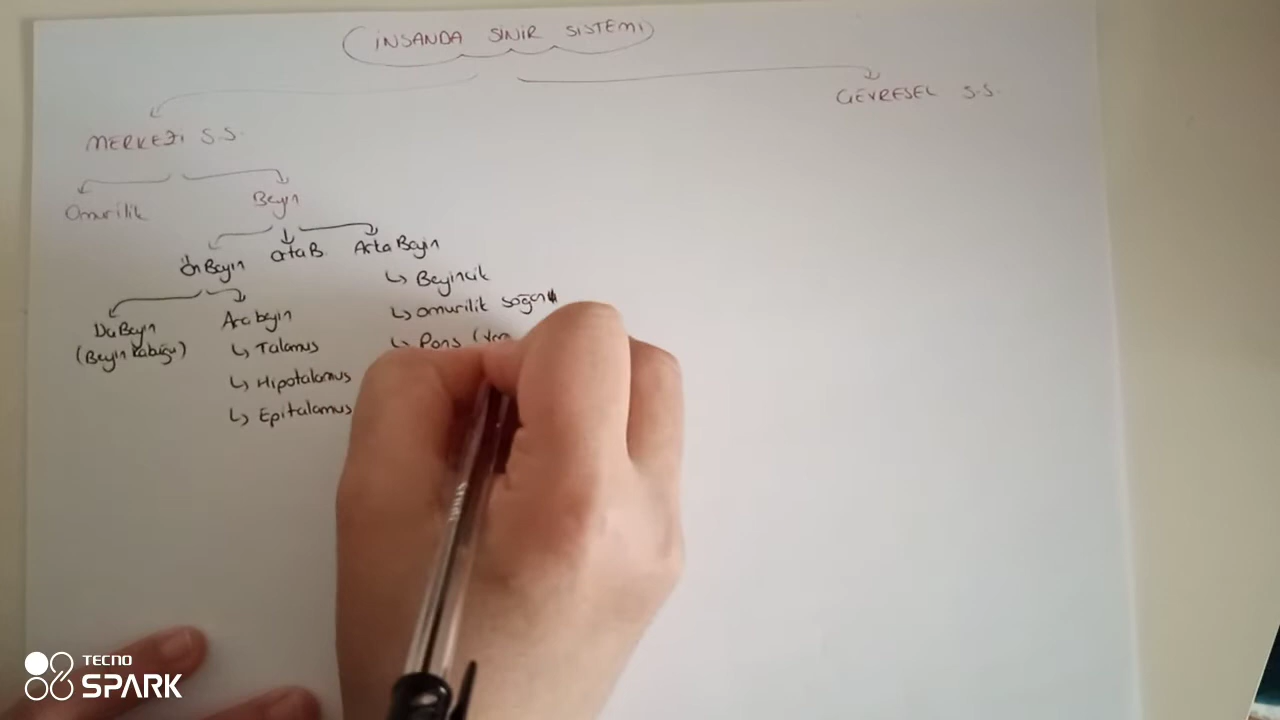 İNSANDA SİNİR SİSTEMİ
MERKEZİ S.S.
ÇEVRESEL S.S.
Omurilik
Beyin
Ön Beyin
Orta B.
Arka Beyin
↳ Beyincik
↳ Omurilik soğanı
↳ Pons
Uç Beyin
(Beyin kabuğu)
Ara beyin
↳ Talamus
↳ Hipotalamus
↳ Epitalamus
TECNO
SPARK